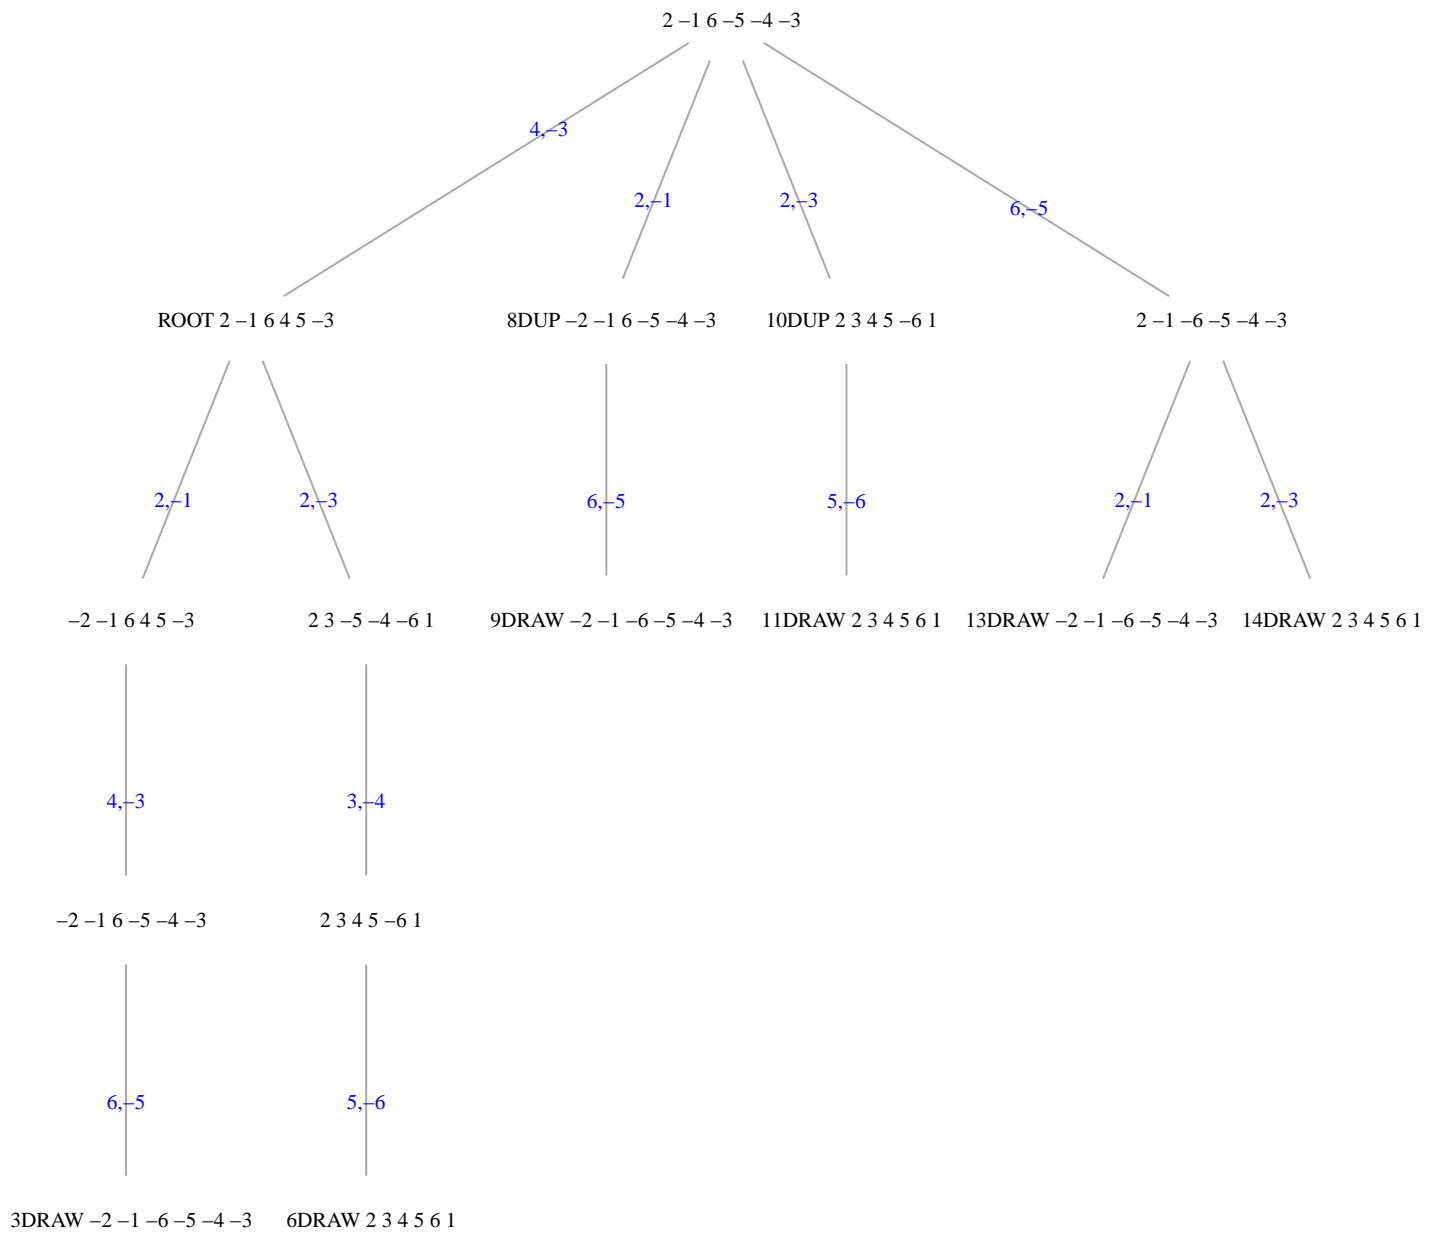 2 –1 6 –5 –4 –3
4,–3
2,–1
2,–3
6,–5
ROOT 2 –1 6 4 5 –3
8DUP –2 –1 6 –5 –4 –3
10DUP 2 3 4 5 –6 1
2 –1 –6 –5 –4 –3
2,–1
2,–3
6,–5
5,–6
2,–1
2,–3
–2 –1 6 4 5 –3
2 3 –5 –4 –6 1
9DRAW –2 –1 –6 –5 –4 –3
11DRAW 2 3 4 5 6 1
13DRAW –2 –1 –6 –5 –4 –3
14DRAW 2 3 4 5 6 1
4,–3
3,–4
–2 –1 6 –5 –4 –3
2 3 4 5 –6 1
6,–5
5,–6
3DRAW –2 –1 –6 –5 –4 –3
6DRAW 2 3 4 5 6 1